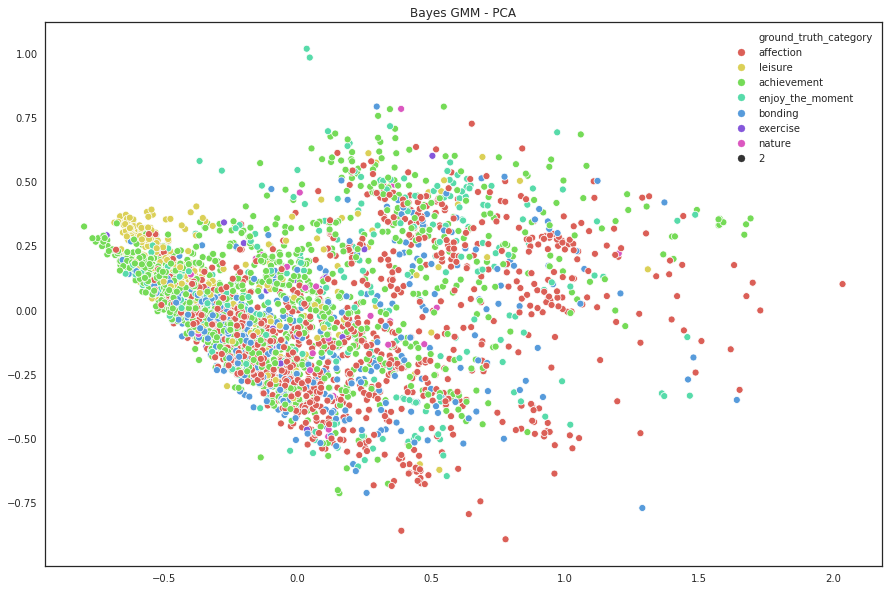 Bayes GMM - PCA
ground_truth_category
affection
leisure
achievement
enjoy_the_moment
bonding
exercise
nature
2
1.00
0.75
0.50
0.25
0.00
−0.25
−0.50
−0.75
−0.5
0.0
0.5
1.0
1.5
2.0